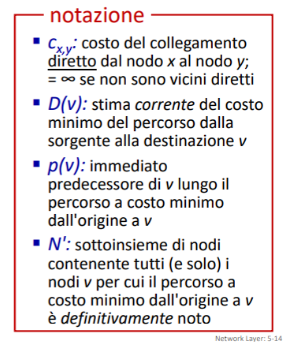 notazione
▪ cx,y: costo del collegamento
diretto dal nodo x al nodo y;
= ∞ se non sono vicini diretti
▪ D(v): stima corrente del costo
minimo del percorso dalla
sorgente alla destinazione v
▪ p(v): immediato
predecessore di v lungo il
percorso a costo minimo
dall'origine a v
▪ N': sottoinsieme di nodi
contenente tutti (e solo) i
nodi v per cui il percorso a
costo minimo dall'origine a v
è definitivamente noto
Network Layer: 5-14